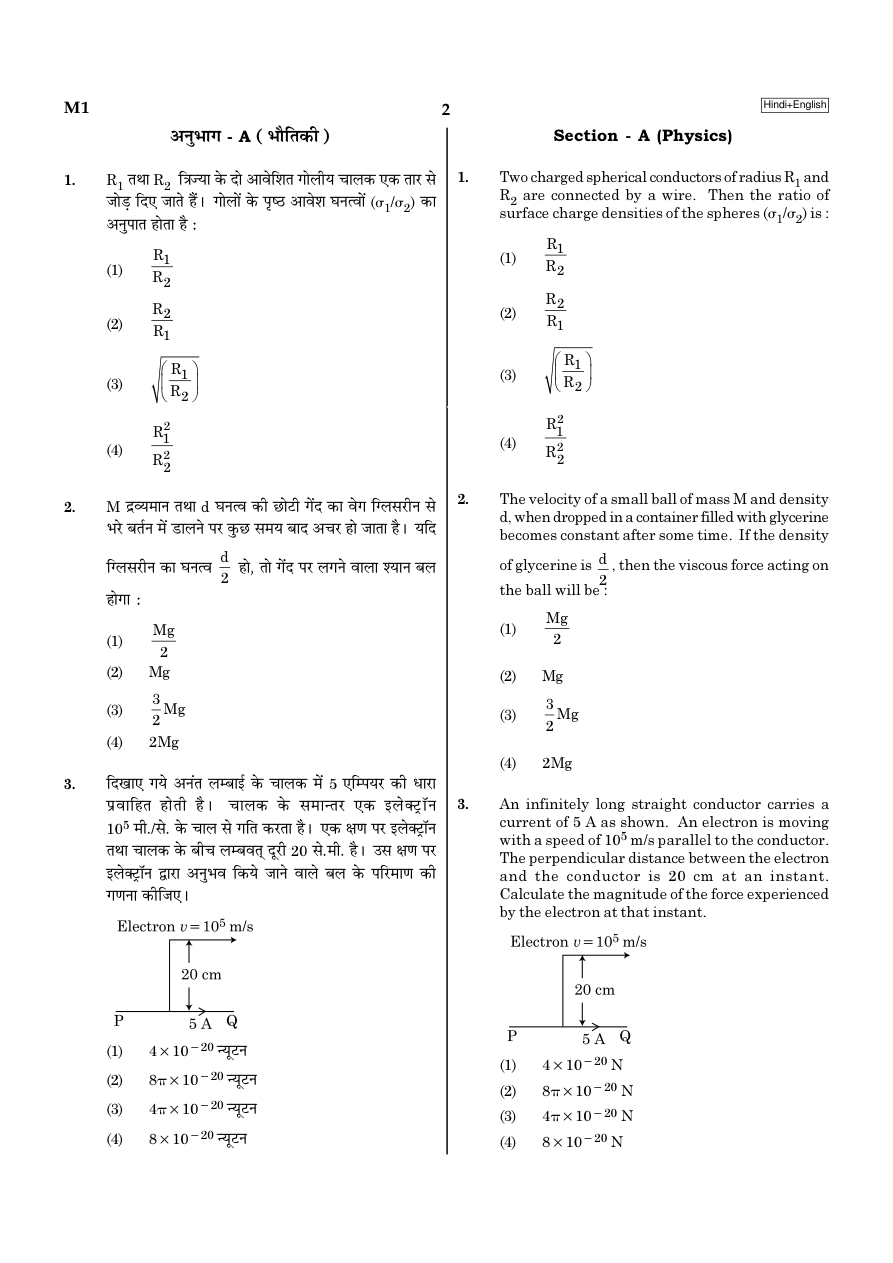 M1
2
Hindi+English
अनुभाग - A ( भौतिकी )
1. R₁ तथा R₂ त्रिज्या के दो आवेशित गोलीय चालक एक तार से
जोड़ दिए जाते हैं। गोलों के पृष्ठ आवेश घनत्वों (σ₁/σ₂) का
अनुपात होता है :
(1) R₁/R₂
(2) R₂/R₁
(3) √(R₁/R₂)
(4) R₁²/R₂²
2. M द्रव्यमान तथा d घनत्व की छोटी गेंद का वेग ग्लिसरीन से
भरे बर्तन में डालने पर कुछ समय बाद अचर हो जाता है। यदि
ग्लिसरीन का घनत्व d/2 हो, तो गेंद पर लगने वाला श्यान बल
होगा :
(1) Mg/2
(2) Mg
(3) 3/2 Mg
(4) 2Mg
3. दिखाए गये अनंत लम्बाई के चालक में 5 एम्पियर की धारा
प्रवाहित होती है। चालक के समान्तर एक इलेक्ट्रॉन
10⁵ मी./से. के चाल से गति करता है। एक क्षण पर इलेक्ट्रॉन
तथा चालक के बीच लम्बवत् दूरी 20 से.मी. है। उस क्षण पर
इलेक्ट्रॉन द्वारा अनुभव किये जाने वाले बल के परिमाण की
गणना कीजिए।
Electron v = 10⁵ m/s
20 cm
P 5 A Q
(1) 4 × 10⁻²⁰ न्यूटन
(2) 8π × 10⁻²⁰ न्यूटन
(3) 4π × 10⁻²⁰ न्यूटन
(4) 8 × 10⁻²⁰ न्यूटन
Section - A (Physics)
1. Two charged spherical conductors of radius R₁ and
R₂ are connected by a wire. Then the ratio of
surface charge densities of the spheres (σ₁/σ₂) is :
(1) R₁/R₂
(2) R₂/R₁
(3) √(R₁/R₂)
(4) R₁²/R₂²
2. The velocity of a small ball of mass M and density
d, when dropped in a container filled with glycerine
becomes constant after some time. If the density
of glycerine is d/2, then the viscous force acting on
the ball will be :
(1) Mg/2
(2) Mg
(3) 3/2 Mg
(4) 2Mg
3. An infinitely long straight conductor carries a
current of 5 A as shown. An electron is moving
with a speed of 10⁵ m/s parallel to the conductor.
The perpendicular distance between the electron
and the conductor is 20 cm at an instant.
Calculate the magnitude of the force experienced
by the electron at that instant.
Electron v = 10⁵ m/s
20 cm
P 5 A Q
(1) 4 × 10⁻²⁰ N
(2) 8π × 10⁻²⁰ N
(3) 4π × 10⁻²⁰ N
(4) 8 × 10⁻²⁰ N